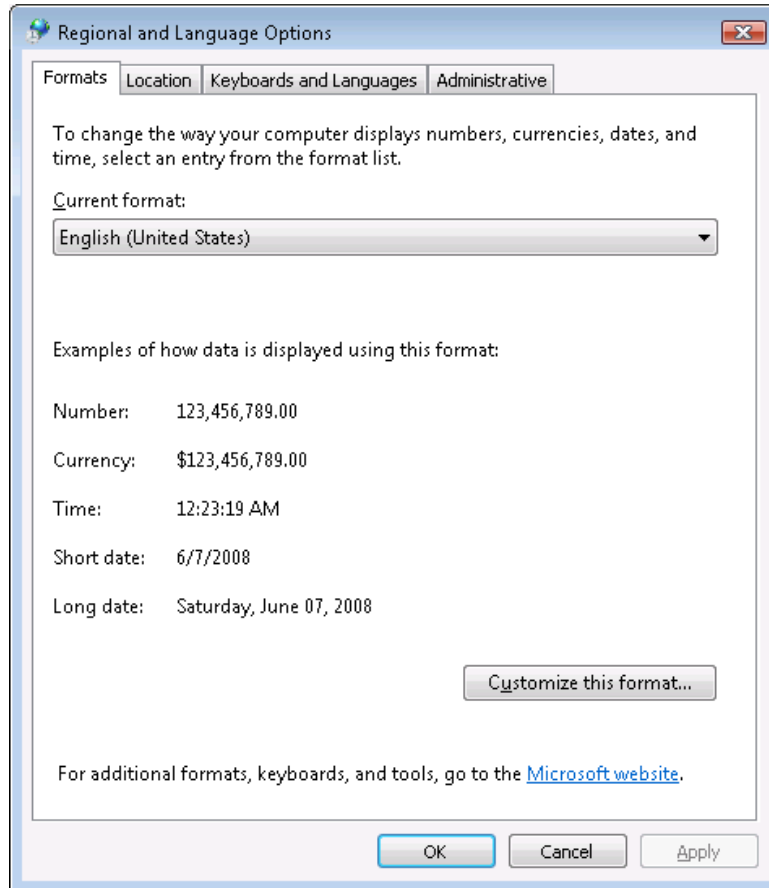 Regional and Language Options
Formats Location Keyboards and Languages Administrative
To change the way your computer displays numbers, currencies, dates, and
time, select an entry from the format list.
Current format:
English (United States)
Examples of how data is displayed using this format:
Number: 123,456,789.00
Currency: $123,456,789.00
Time: 12:23:19 AM
Short date: 6/7/2008
Long date: Saturday, June 07, 2008
Customize this format...
For additional formats, keyboards, and tools, go to the Microsoft website.
OK Cancel Apply